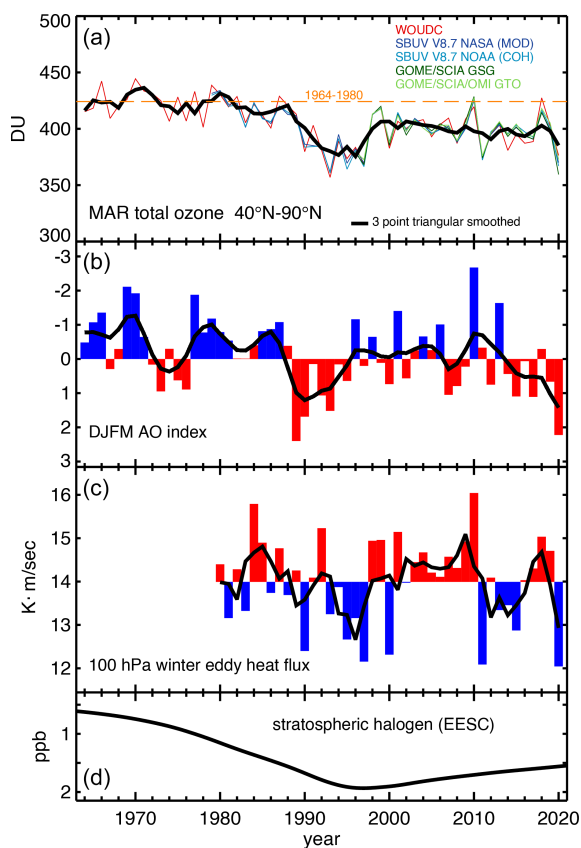 500
(a)
WOUDC
SBUV V8.7 NASA (MOD)
SBUV V8.7 NOAA (COH)
GOME/SCIA GSG
GOME/SCIA/OMI GTO
450
1964-1980
DU
400
350
MAR total ozone 40°N-90°N
3 point triangular smoothed
300
-3
(b)
-2
-1
0
1
2
DJFM AO index
3
(c)
16
15
K·m/sec
14
13
12
100 hPa winter eddy heat flux
stratospheric halogen (EESC)
1
ppb
(d)
2
1970 1980 1990 2000 2010 2020
year